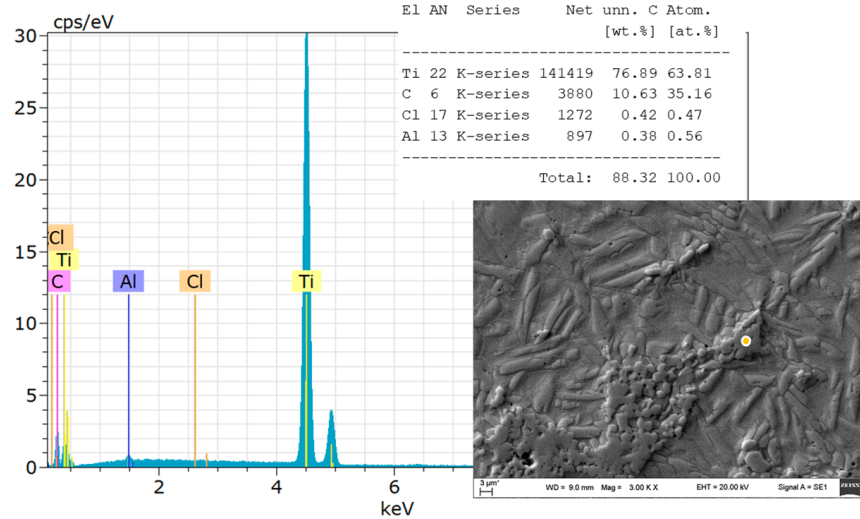 cps/eV
30
25
20
15
10
5
0
Cl
Ti
C
Al
Cl
Ti
2 4 6
keV
El AN Series Net unn. C Atom.
[wt.%] [at.%]
Ti 22 K-series 141419 76.89 63.81
C 6 K-series 3880 10.63 35.16
Cl 17 K-series 1272 0.42 0.47
Al 13 K-series 897 0.38 0.56
Total: 88.32 100.00
3 µm
WD = 9.0 mm Mag = 3.00 K X EHT = 20.00 kV Signal A = SE1 ZEISS